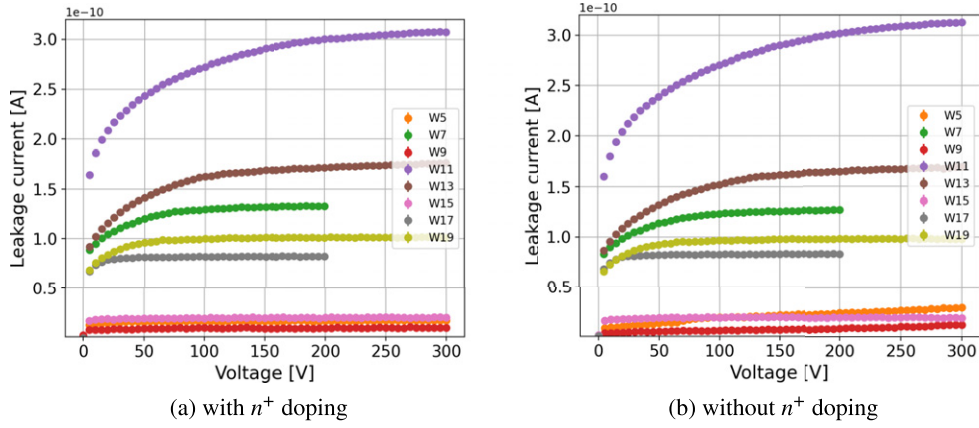 1e−10
3.0
2.5
2.0
1.5
1.0
0.5
Leakage current [A]
W5
W7
W9
W11
W13
W15
W17
W19
0 50 100 150 200 250 300
Voltage [V]
(a) with n⁺ doping
1e−10
3.0
2.5
2.0
1.5
1.0
0.5
Leakage current [A]
W5
W7
W9
W11
W13
W15
W17
W19
0 50 100 150 200 250 300
Voltage [V]
(b) without n⁺ doping